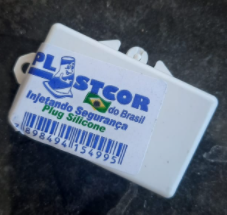 PLASTCOR
do Brasil
Injetando Segurança
Plug Silicone
7898494154995